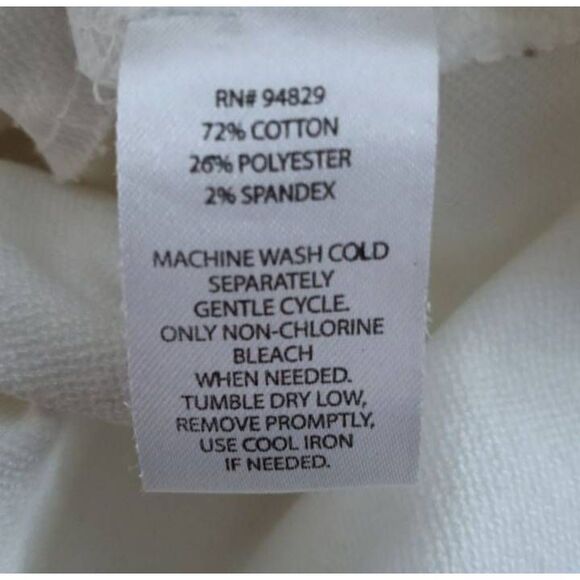 RN# 94829
72% COTTON
26% POLYESTER
2% SPANDEX
MACHINE WASH COLD
SEPARATELY
GENTLE CYCLE.
ONLY NON-CHLORINE
BLEACH
WHEN NEEDED.
TUMBLE DRY LOW,
REMOVE PROMPTLY,
USE COOL IRON
IF NEEDED.